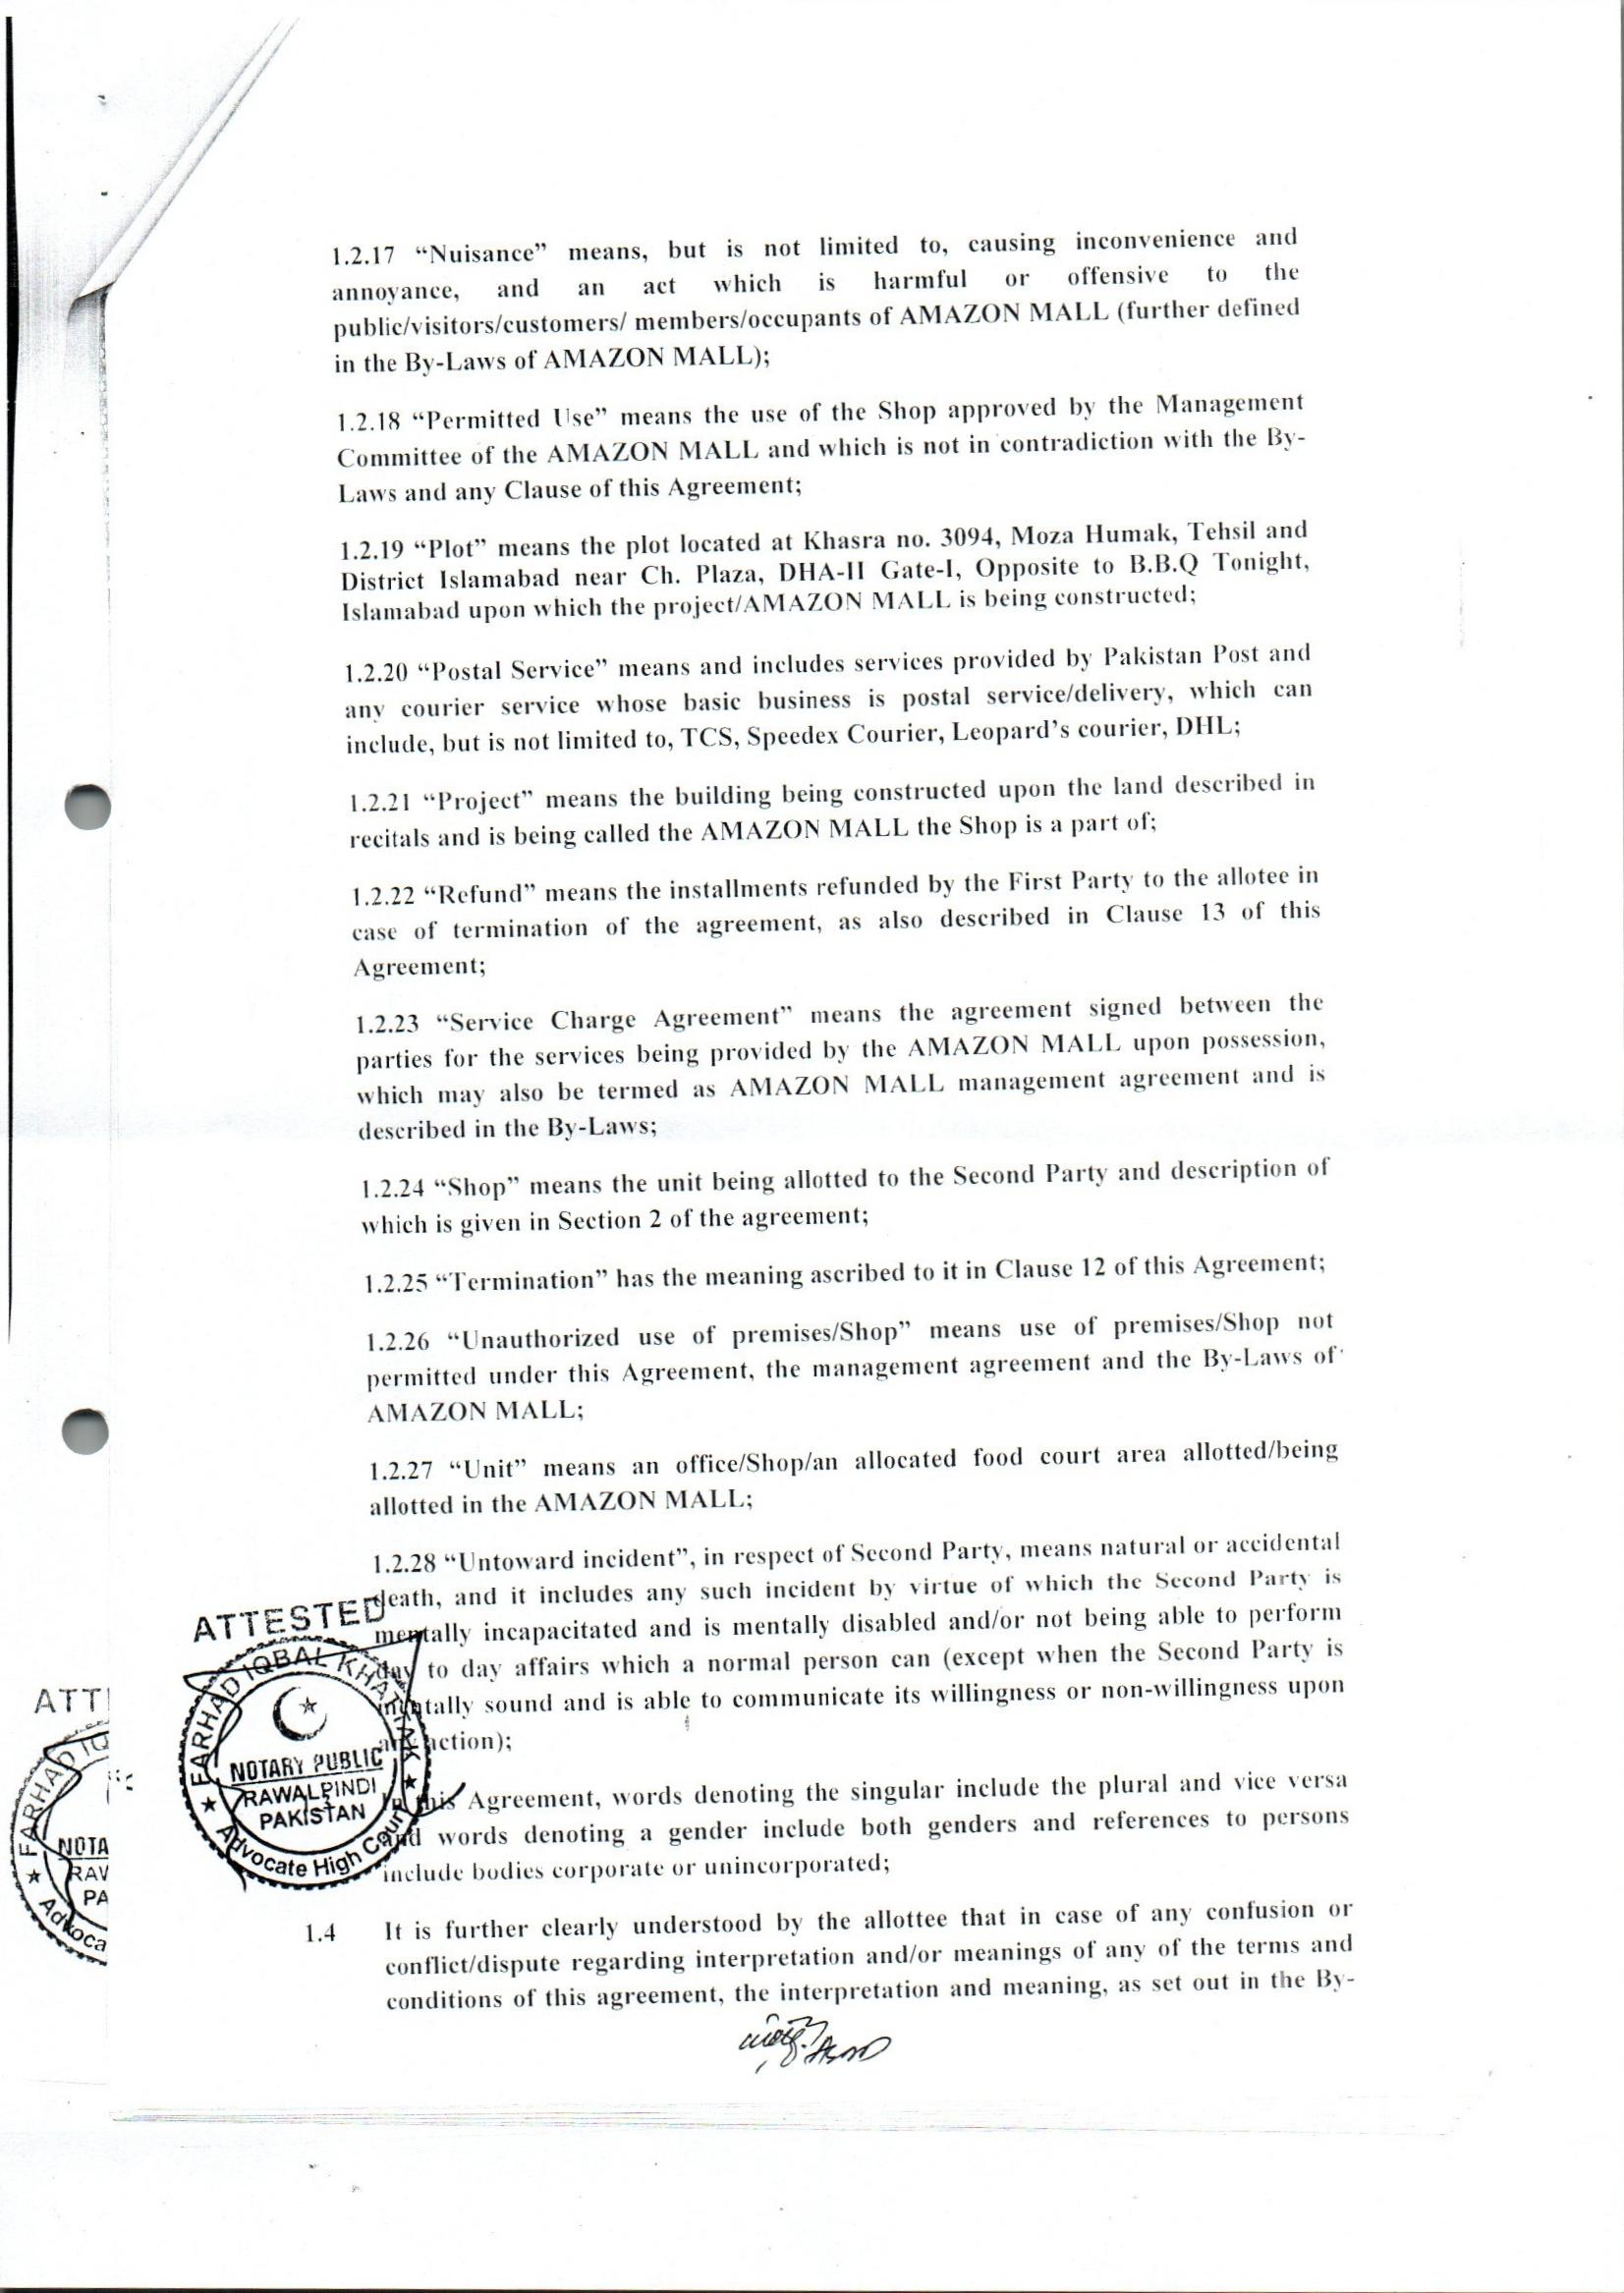 1.2.17 “Nuisance” means, but is not limited to, causing inconvenience and
annoyance, and an act which is harmful or offensive to the
public/visitors/customers/ members/occupants of AMAZON MALL (further defined
in the By-Laws of AMAZON MALL);
1.2.18 “Permitted Use” means the use of the Shop approved by the Management
Committee of the AMAZON MALL and which is not in contradiction with the By-
Laws and any Clause of this Agreement;
1.2.19 “Plot” means the plot located at Khasra no. 3094, Moza Humak, Tehsil and
District Islamabad near Ch. Plaza, DHA-II Gate-I, Opposite to B.B.Q Tonight,
Islamabad upon which the project/AMAZON MALL is being constructed;
1.2.20 “Postal Service” means and includes services provided by Pakistan Post and
any courier service whose basic business is postal service/delivery, which can
include, but is not limited to, TCS, Speedex Courier, Leopard’s courier, DHL;
1.2.21 “Project” means the building being constructed upon the land described in
recitals and is being called the AMAZON MALL the Shop is a part of;
1.2.22 “Refund” means the installments refunded by the First Party to the allotee in
case of termination of the agreement, as also described in Clause 13 of this
Agreement;
1.2.23 “Service Charge Agreement” means the agreement signed between the
parties for the services being provided by the AMAZON MALL upon possession,
which may also be termed as AMAZON MALL management agreement and is
described in the By-Laws;
1.2.24 “Shop” means the unit being allotted to the Second Party and description of
which is given in Section 2 of the agreement;
1.2.25 “Termination” has the meaning ascribed to it in Clause 12 of this Agreement;
1.2.26 “Unauthorized use of premises/Shop” means use of premises/Shop not
permitted under this Agreement, the management agreement and the By-Laws of
AMAZON MALL;
1.2.27 “Unit” means an office/Shop/an allocated food court area allotted/being
allotted in the AMAZON MALL;
1.2.28 “Untoward incident”, in respect of Second Party, means natural or accidental
death, and it includes any such incident by virtue of which the Second Party is
mentally incapacitated and is mentally disabled and/or not being able to perform
day to day affairs which a normal person can (except when the Second Party is
mentally sound and is able to communicate its willingness or non-willingness upon
any action);
In this Agreement, words denoting the singular include the plural and vice versa
and words denoting a gender include both genders and references to persons
include bodies corporate or unincorporated;
1.4 It is further clearly understood by the allottee that in case of any confusion or
conflict/dispute regarding interpretation and/or meanings of any of the terms and
conditions of this agreement, the interpretation and meaning, as set out in the By-
ATTESTED
FARHAD IQBAL KHATTAK
NOTARY PUBLIC
RAWALPINDI
PAKISTAN
Advocate High Court
ATT
FARHAD IQ
NOTA
RAV
PA
Advoca